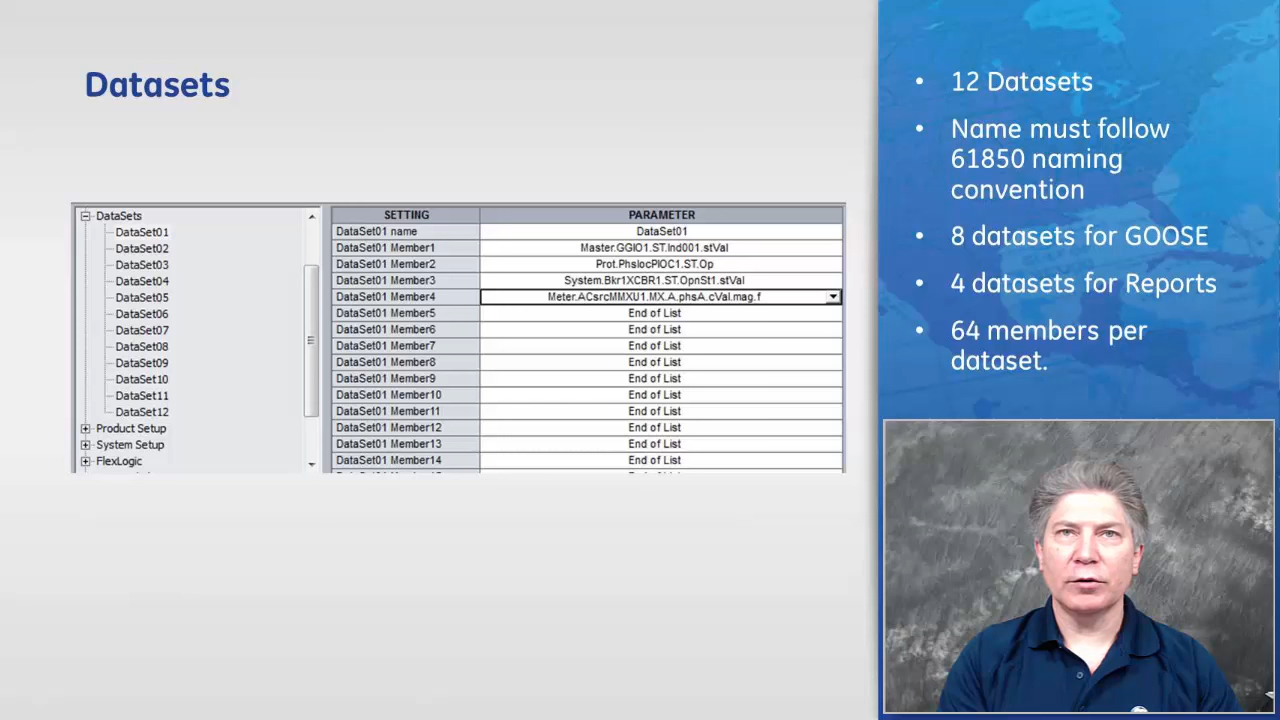 Datasets
DataSets
DataSet01
DataSet02
DataSet03
DataSet04
DataSet05
DataSet06
DataSet07
DataSet08
DataSet09
DataSet10
DataSet11
DataSet12
Product Setup
System Setup
FlexLogic
SETTING PARAMETER
DataSet01 name DataSet01
DataSet01 Member1 Master.GGIO1.ST.Ind001.stVal
DataSet01 Member2 Prot.PhsIocPIOC1.ST.Op
DataSet01 Member3 System.Bkr1XCBR1.ST.OpnSt1.stVal
DataSet01 Member4 Meter.ACsrcMMXU1.MX.A.phsA.cVal.mag.f
DataSet01 Member5 End of List
DataSet01 Member6 End of List
DataSet01 Member7 End of List
DataSet01 Member8 End of List
DataSet01 Member9 End of List
DataSet01 Member10 End of List
DataSet01 Member11 End of List
DataSet01 Member12 End of List
DataSet01 Member13 End of List
DataSet01 Member14 End of List
• 12 Datasets
• Name must follow
61850 naming
convention
• 8 datasets for GOOSE
• 4 datasets for Reports
• 64 members per
dataset.